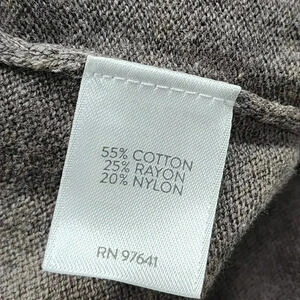 55% COTTON
25% RAYON
20% NYLON
RN 97641